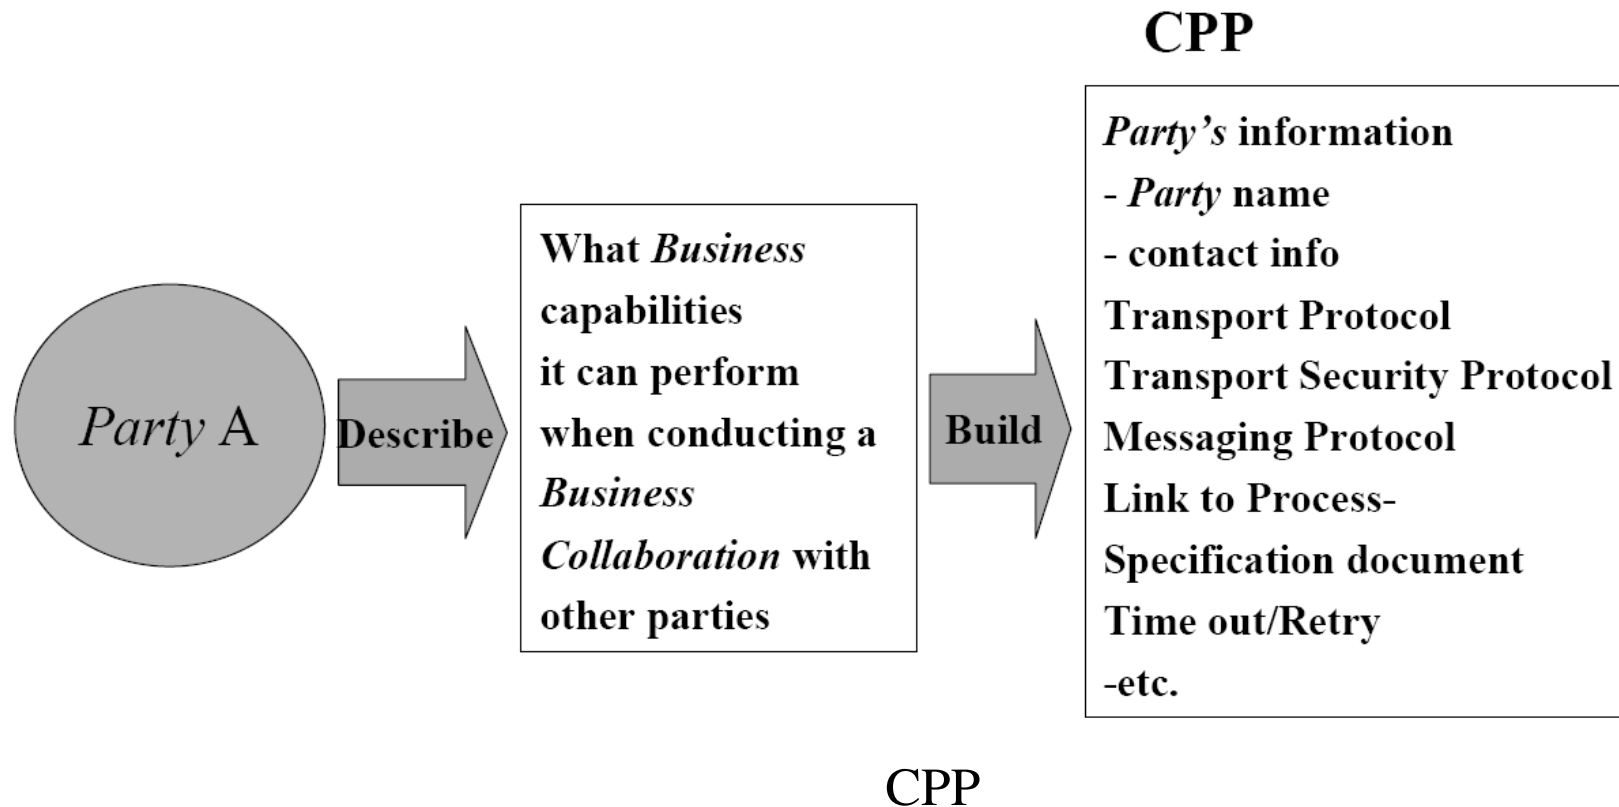 CPP
Party A
Describe
What Business
capabilities
it can perform
when conducting a
Business
Collaboration with
other parties
Build
Party’s information
- Party name
- contact info
Transport Protocol
Transport Security Protocol
Messaging Protocol
Link to Process-
Specification document
Time out/Retry
-etc.
CPP